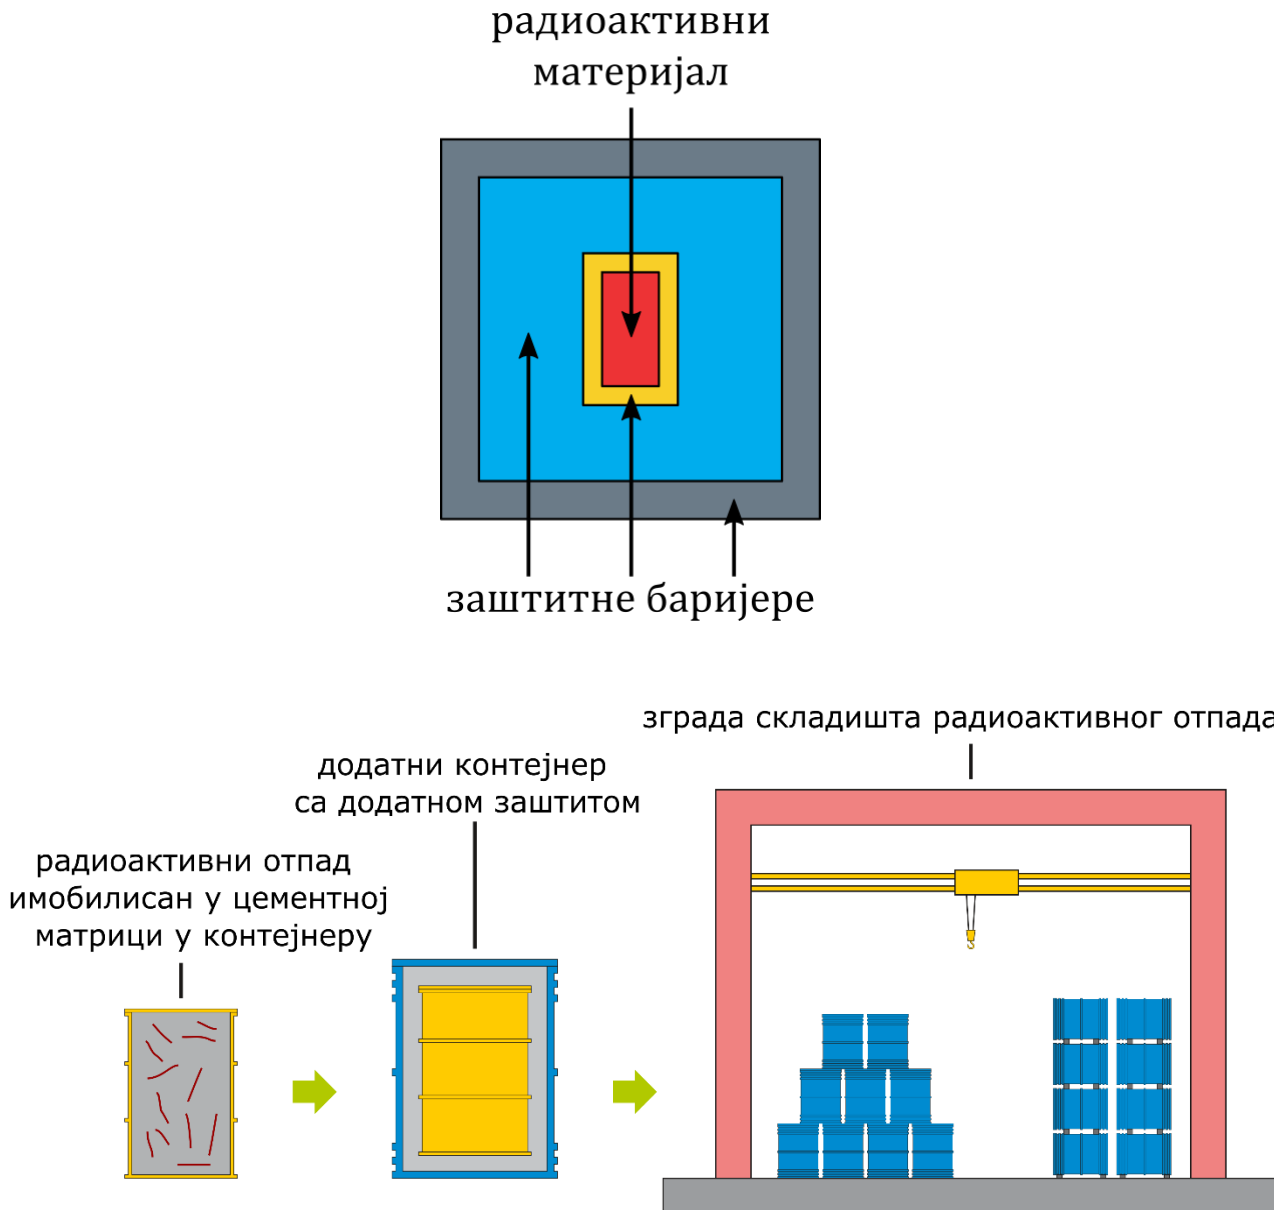 радиоактивни
материјал
заштитне баријере
зграда складишта радиоактивног отпада
додатни контејнер
са додатном заштитом
радиоактивни отпад
имобилисан у цементној
матрици у контејнеру